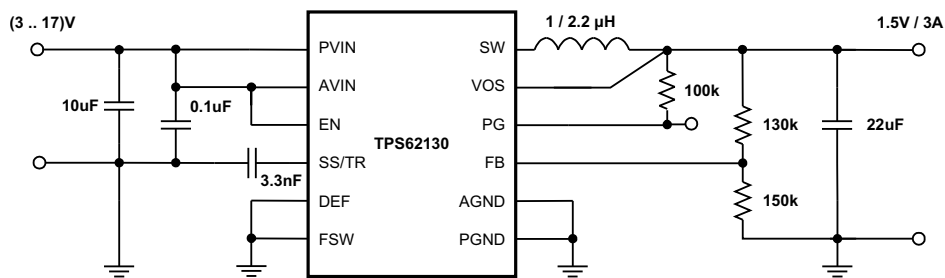 (3 .. 17)V
1 / 2.2 µH
1.5V / 3A
PVIN
SW
AVIN
VOS
10uF
0.1uF
100k
EN
PG
TPS62130
130k
22uF
SS/TR
FB
3.3nF
DEF
AGND
150k
FSW
PGND